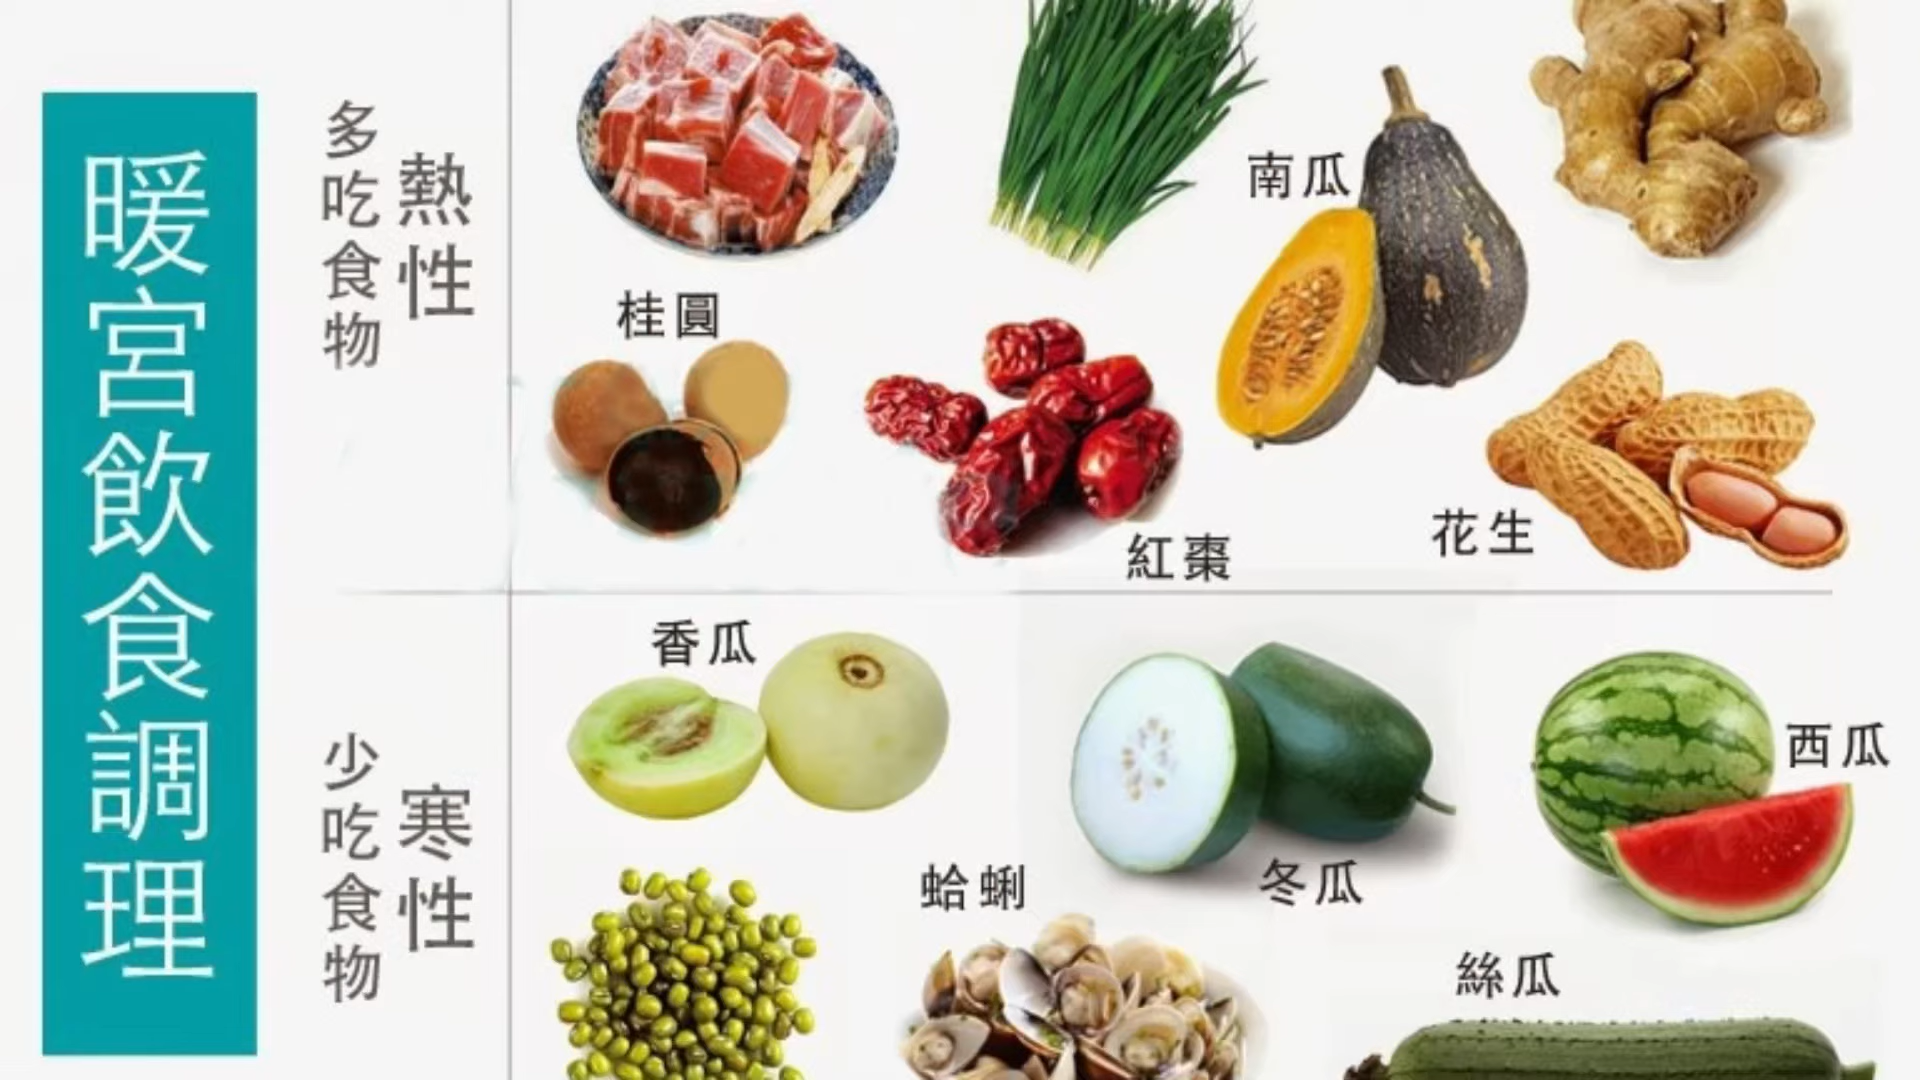 暖宮飲食調理
熱性
多吃食物
南瓜
桂圓
紅棗
花生
寒性
少吃食物
香瓜
西瓜
蛤蜊
冬瓜
絲瓜